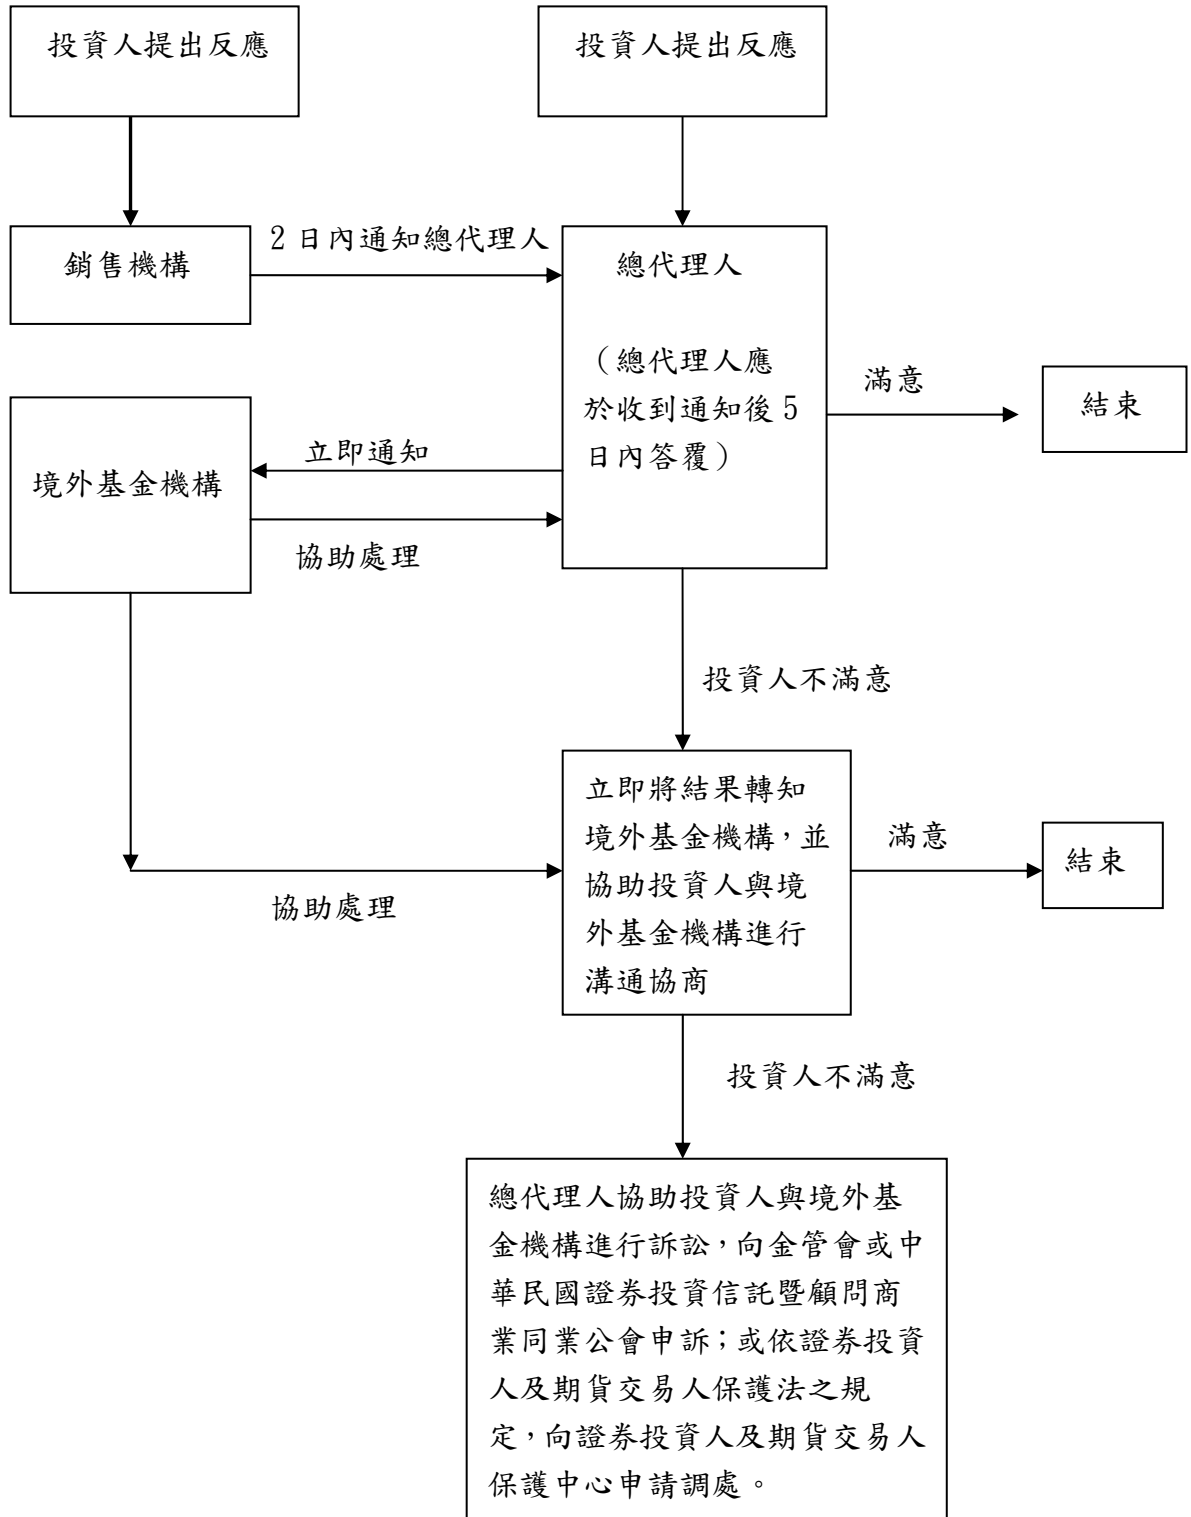 投資人提出反應
投資人提出反應
2 日內通知總代理人
銷售機構
總代理人
（總代理人應
於收到通知後 5
日內答覆）
滿意
結束
立即通知
境外基金機構
協助處理
投資人不滿意
立即將結果轉知
境外基金機構，並
協助投資人與境
外基金機構進行
溝通協商
滿意
結束
協助處理
投資人不滿意
總代理人協助投資人與境外基
金機構進行訴訟，向金管會或中
華民國證券投資信託暨顧問商
業同業公會申訴；或依證券投資
人及期貨交易人保護法之規
定，向證券投資人及期貨交易人
保護中心申請調處。